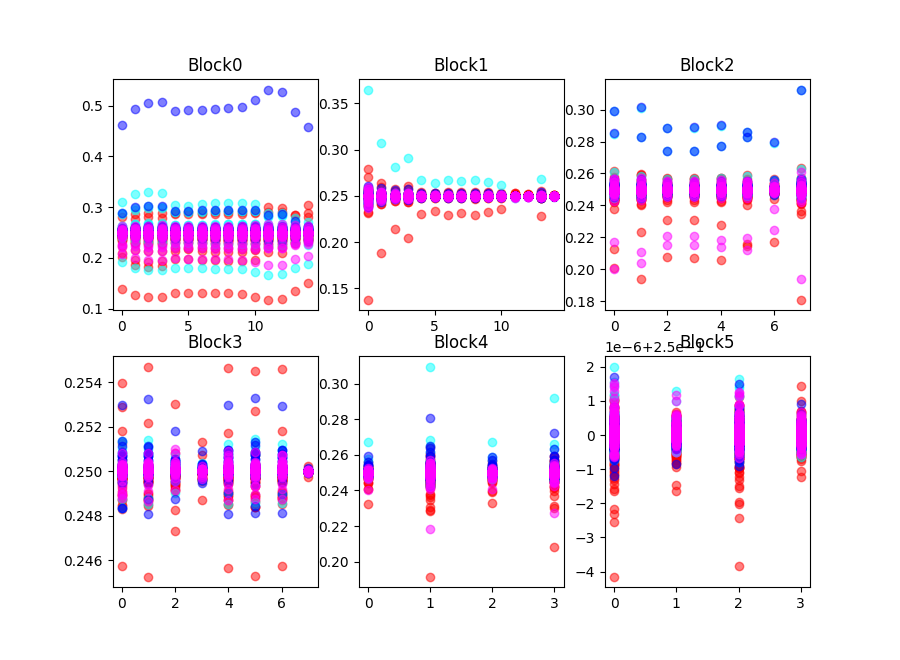 Block0 Block1 Block2
0.5 0.4 0.3 0.2 0.1
0 5 10
0.35 0.30 0.25 0.20 0.15
0 5 10
0.30 0.28 0.26 0.24 0.22 0.20 0.18
0 2 4 6
Block3 Block4 Block5
0.254 0.252 0.250 0.248 0.246
0 2 4 6
0.30 0.28 0.26 0.24 0.22 0.20
0 1 2 3
1e−6+2.5e−1
2 1 0 −1 −2 −3 −4
0 1 2 3